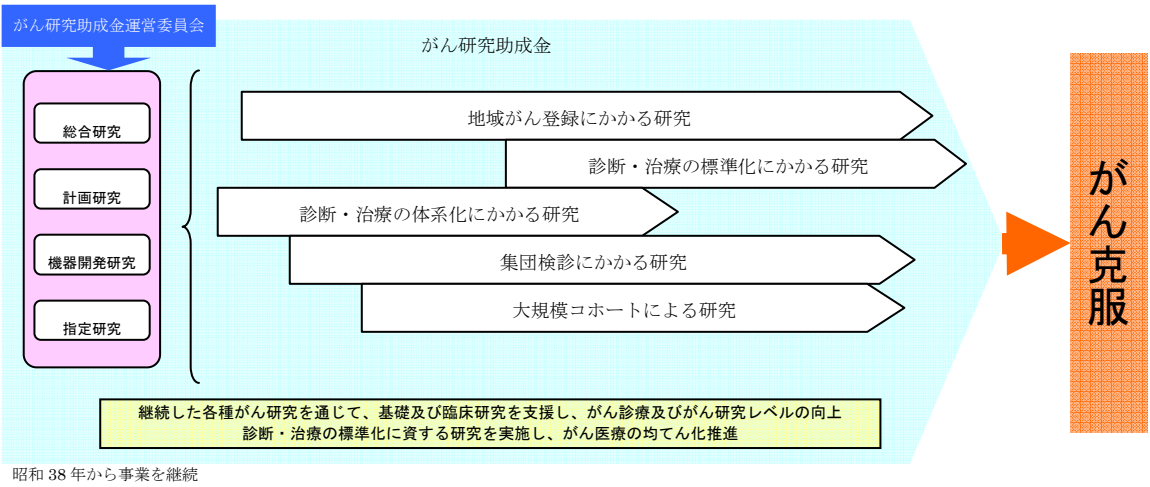 がん研究助成金運営委員会
がん研究助成金
総合研究
計画研究
機器開発研究
指定研究
地域がん登録にかかる研究
診断・治療の標準化にかかる研究
診断・治療の体系化にかかる研究
集団検診にかかる研究
大規模コホートによる研究
がん克服
継続した各種がん研究を通じて、基礎及び臨床研究を支援し、がん診療及びがん研究レベルの向上
診断・治療の標準化に資する研究を実施し、がん医療の均てん化推進
昭和 38 年から事業を継続